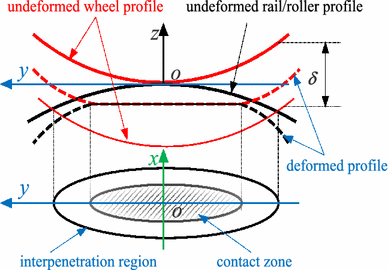 undeformed wheel profile
undeformed rail/roller profile
z
o
y
δ
x
deformed profile
y
o
interpenetration region
contact zone